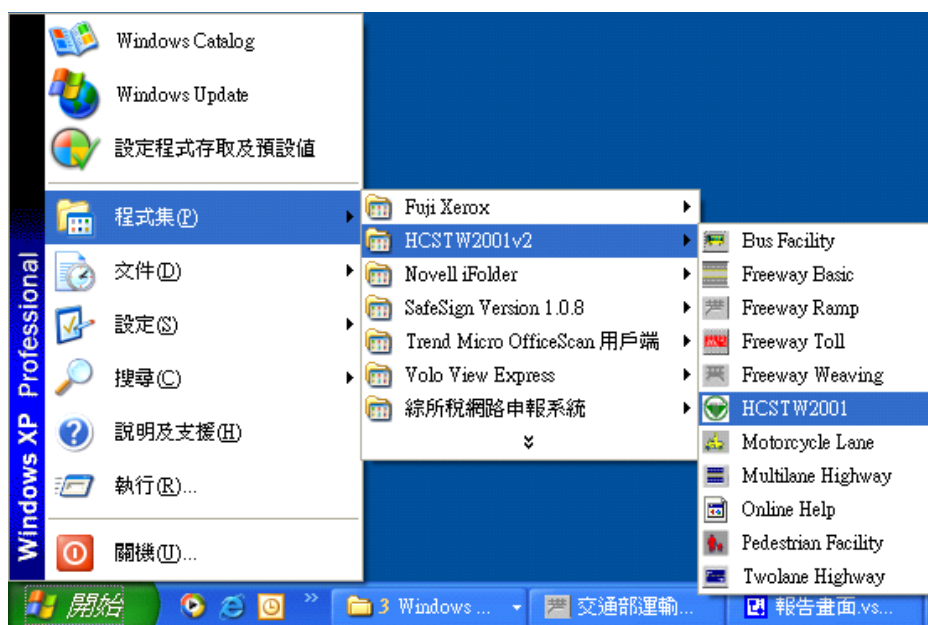 Windows XP Professional
Windows Catalog
Windows Update
設定程式存取及預設值
程式集(P)
文件(D)
設定(S)
搜尋(C)
說明及支援(H)
執行(R)...
關機(U)...
Fuji Xerox
HCSTW2001v2
Novell iFolder
SafeSign Version 1.0.8
Trend Micro OfficeScan 用戶端
Volo View Express
綜所稅網路申報系統
Bus Facility
Freeway Basic
Freeway Ramp
Freeway Toll
Freeway Weaving
HCSTW2001
Motorcycle Lane
Multilane Highway
Online Help
Pedestrian Facility
Twolane Highway
開始
3 Windows ...
交通部運輸...
報告畫面.vs...